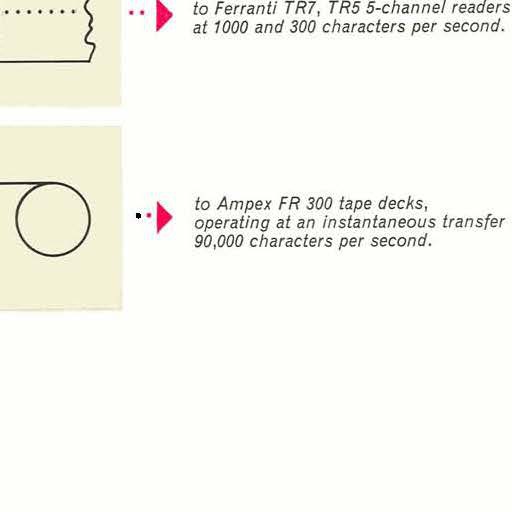 to Ferranti TR7, TR5 5-channel readers
at 1000 and 300 characters per second.
to Ampex FR 300 tape decks,
operating at an instantaneous transfer
90,000 characters per second.